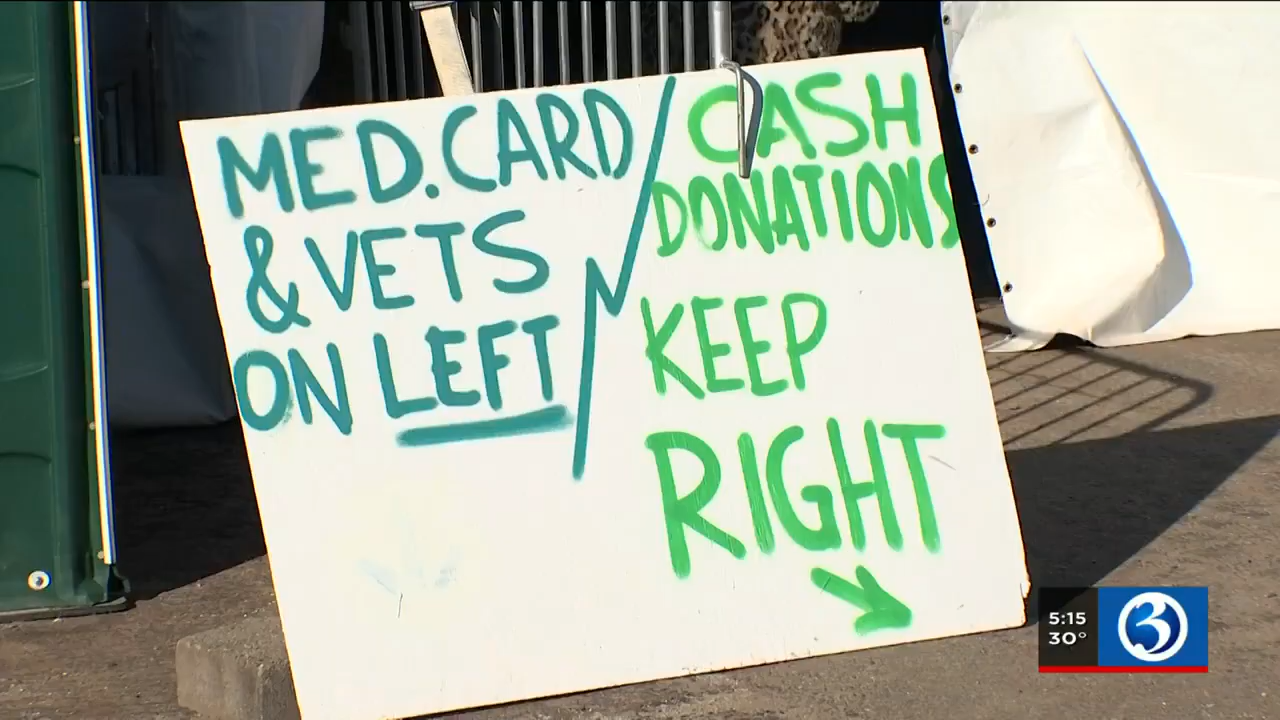 MED. CARD
& VETS
ON LEFT
CASH
DONATIONS
KEEP
RIGHT
5:15
30°
3